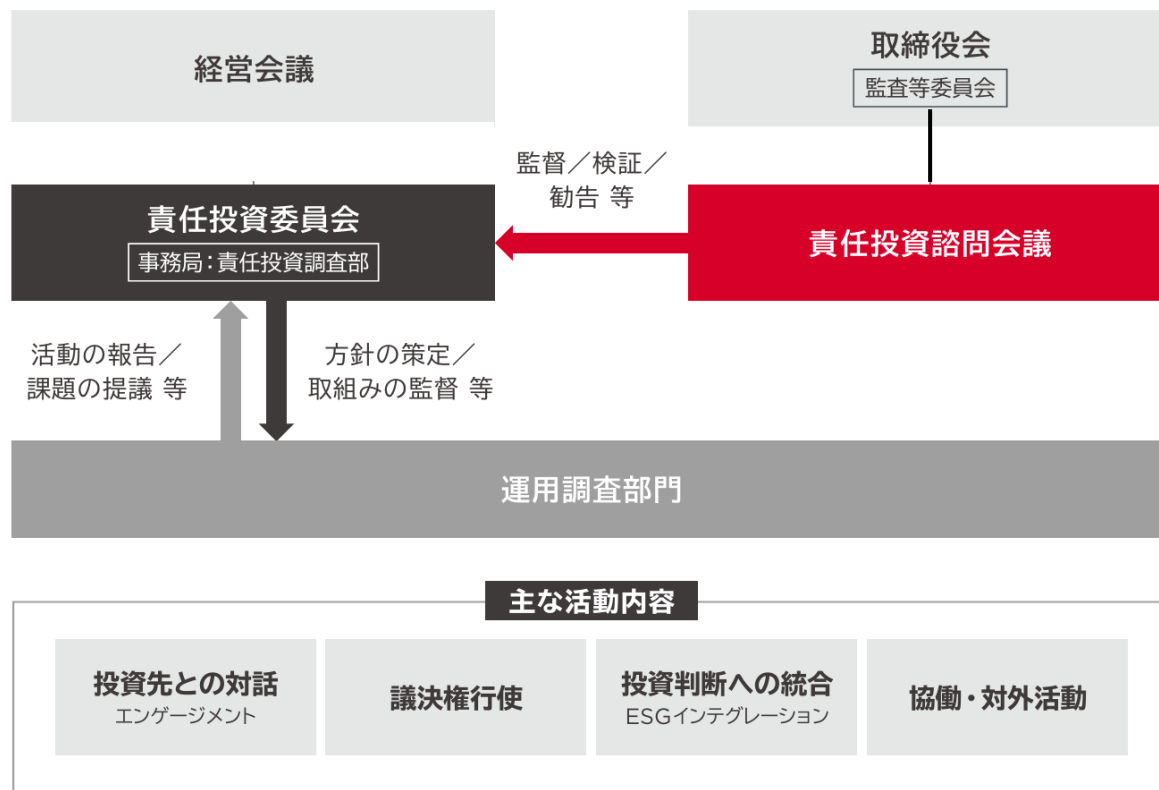 経営会議
取締役会
監査等委員会
監督／検証／
勧告 等
責任投資委員会
事務局：責任投資調査部
責任投資諮問会議
活動の報告／
課題の提議 等
方針の策定／
取組みの監督 等
運用調査部門
主な活動内容
投資先との対話
エンゲージメント
議決権行使
投資判断への統合
ESGインテグレーション
協働・対外活動